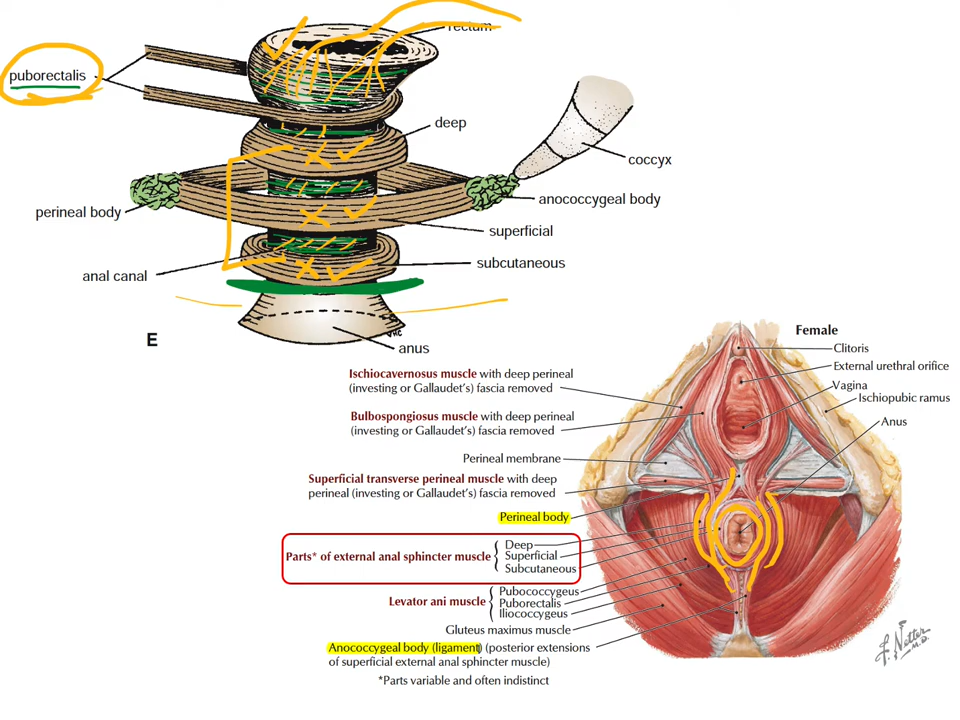 rectum
puborectalis
deep
coccyx
anococcygeal body
perineal body
superficial
subcutaneous
anal canal
anus
E
Female
Clitoris
External urethral orifice
Vagina
Ischiopubic ramus
Anus
Ischiocavernosus muscle with deep perineal
(investing or Gallaudet's) fascia removed
Bulbospongiosus muscle with deep perineal
(investing or Gallaudet's) fascia removed
Perineal membrane
Superficial transverse perineal muscle with deep
perineal (investing or Gallaudet's) fascia removed
Perineal body
Parts* of external anal sphincter muscle
Deep
Superficial
Subcutaneous
Levator ani muscle
Pubococcygeus
Puborectalis
Iliococcygeus
Gluteus maximus muscle
Anococcygeal body (ligament) (posterior extensions
of superficial external anal sphincter muscle)
*Parts variable and often indistinct
F. Netter
M.D.